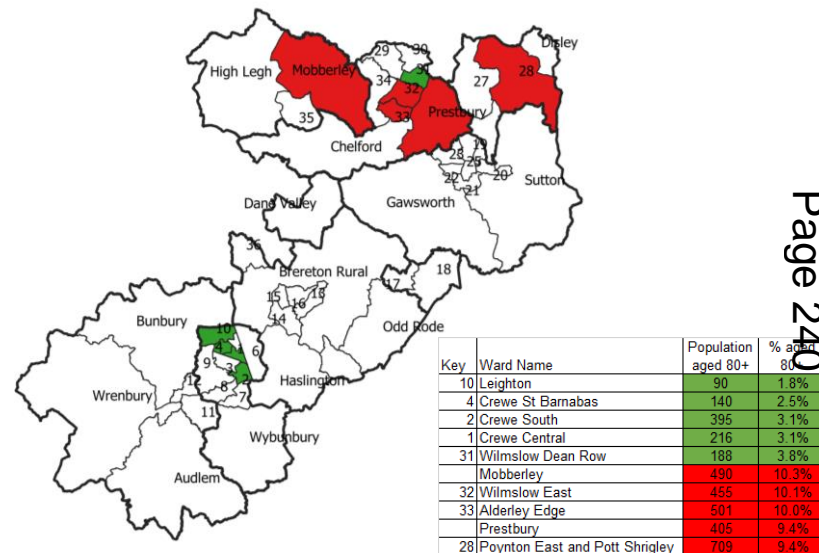 Disley
30
29
31
High Legh
Mobberley
34
32
27
28
35
33
Prestbury
Chelford
19
23
25
22
20
21
Sutton
Gawsworth
Dane Valley
36
Brereton Rural
18
17
15
13
16
14
Odd Rode
Bunbury
10
4
1
6
9
3
2
12
8
7
Haslington
Wrenbury
11
Wybunbury
Audlem
Page 240
Key Ward Name Population aged 80+ % aged 80+
10 Leighton 90 1.8%
4 Crewe St Barnabas 140 2.5%
2 Crewe South 395 3.1%
1 Crewe Central 216 3.1%
31 Wilmslow Dean Row 188 3.8%
Mobberley 490 10.3%
32 Wilmslow East 455 10.1%
33 Alderley Edge 501 10.0%
Prestbury 405 9.4%
28 Poynton East and Pott Shrigley 709 9.4%